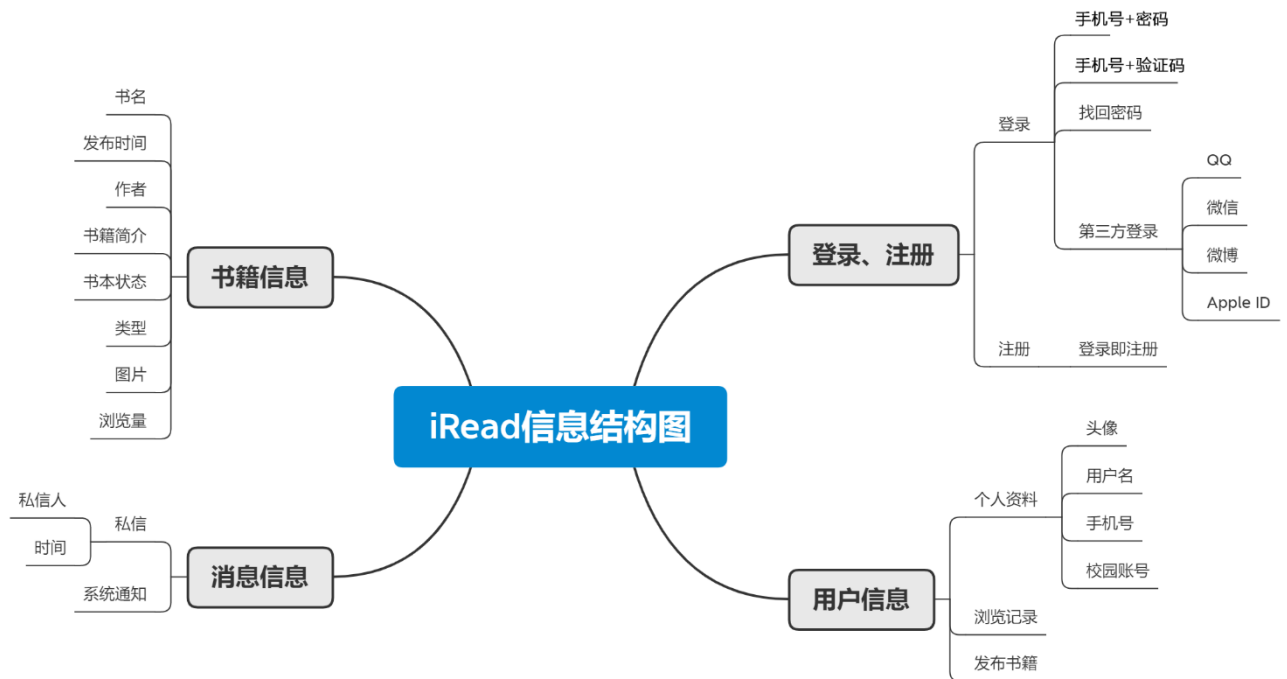 iRead信息结构图
登录、注册
登录
手机号+密码
手机号+验证码
找回密码
第三方登录
QQ
微信
微博
Apple ID
注册
登录即注册
用户信息
个人资料
头像
用户名
手机号
校园账号
浏览记录
发布书籍
书籍信息
书名
发布时间
作者
书籍简介
书本状态
类型
图片
浏览量
消息信息
私信
私信人
时间
系统通知